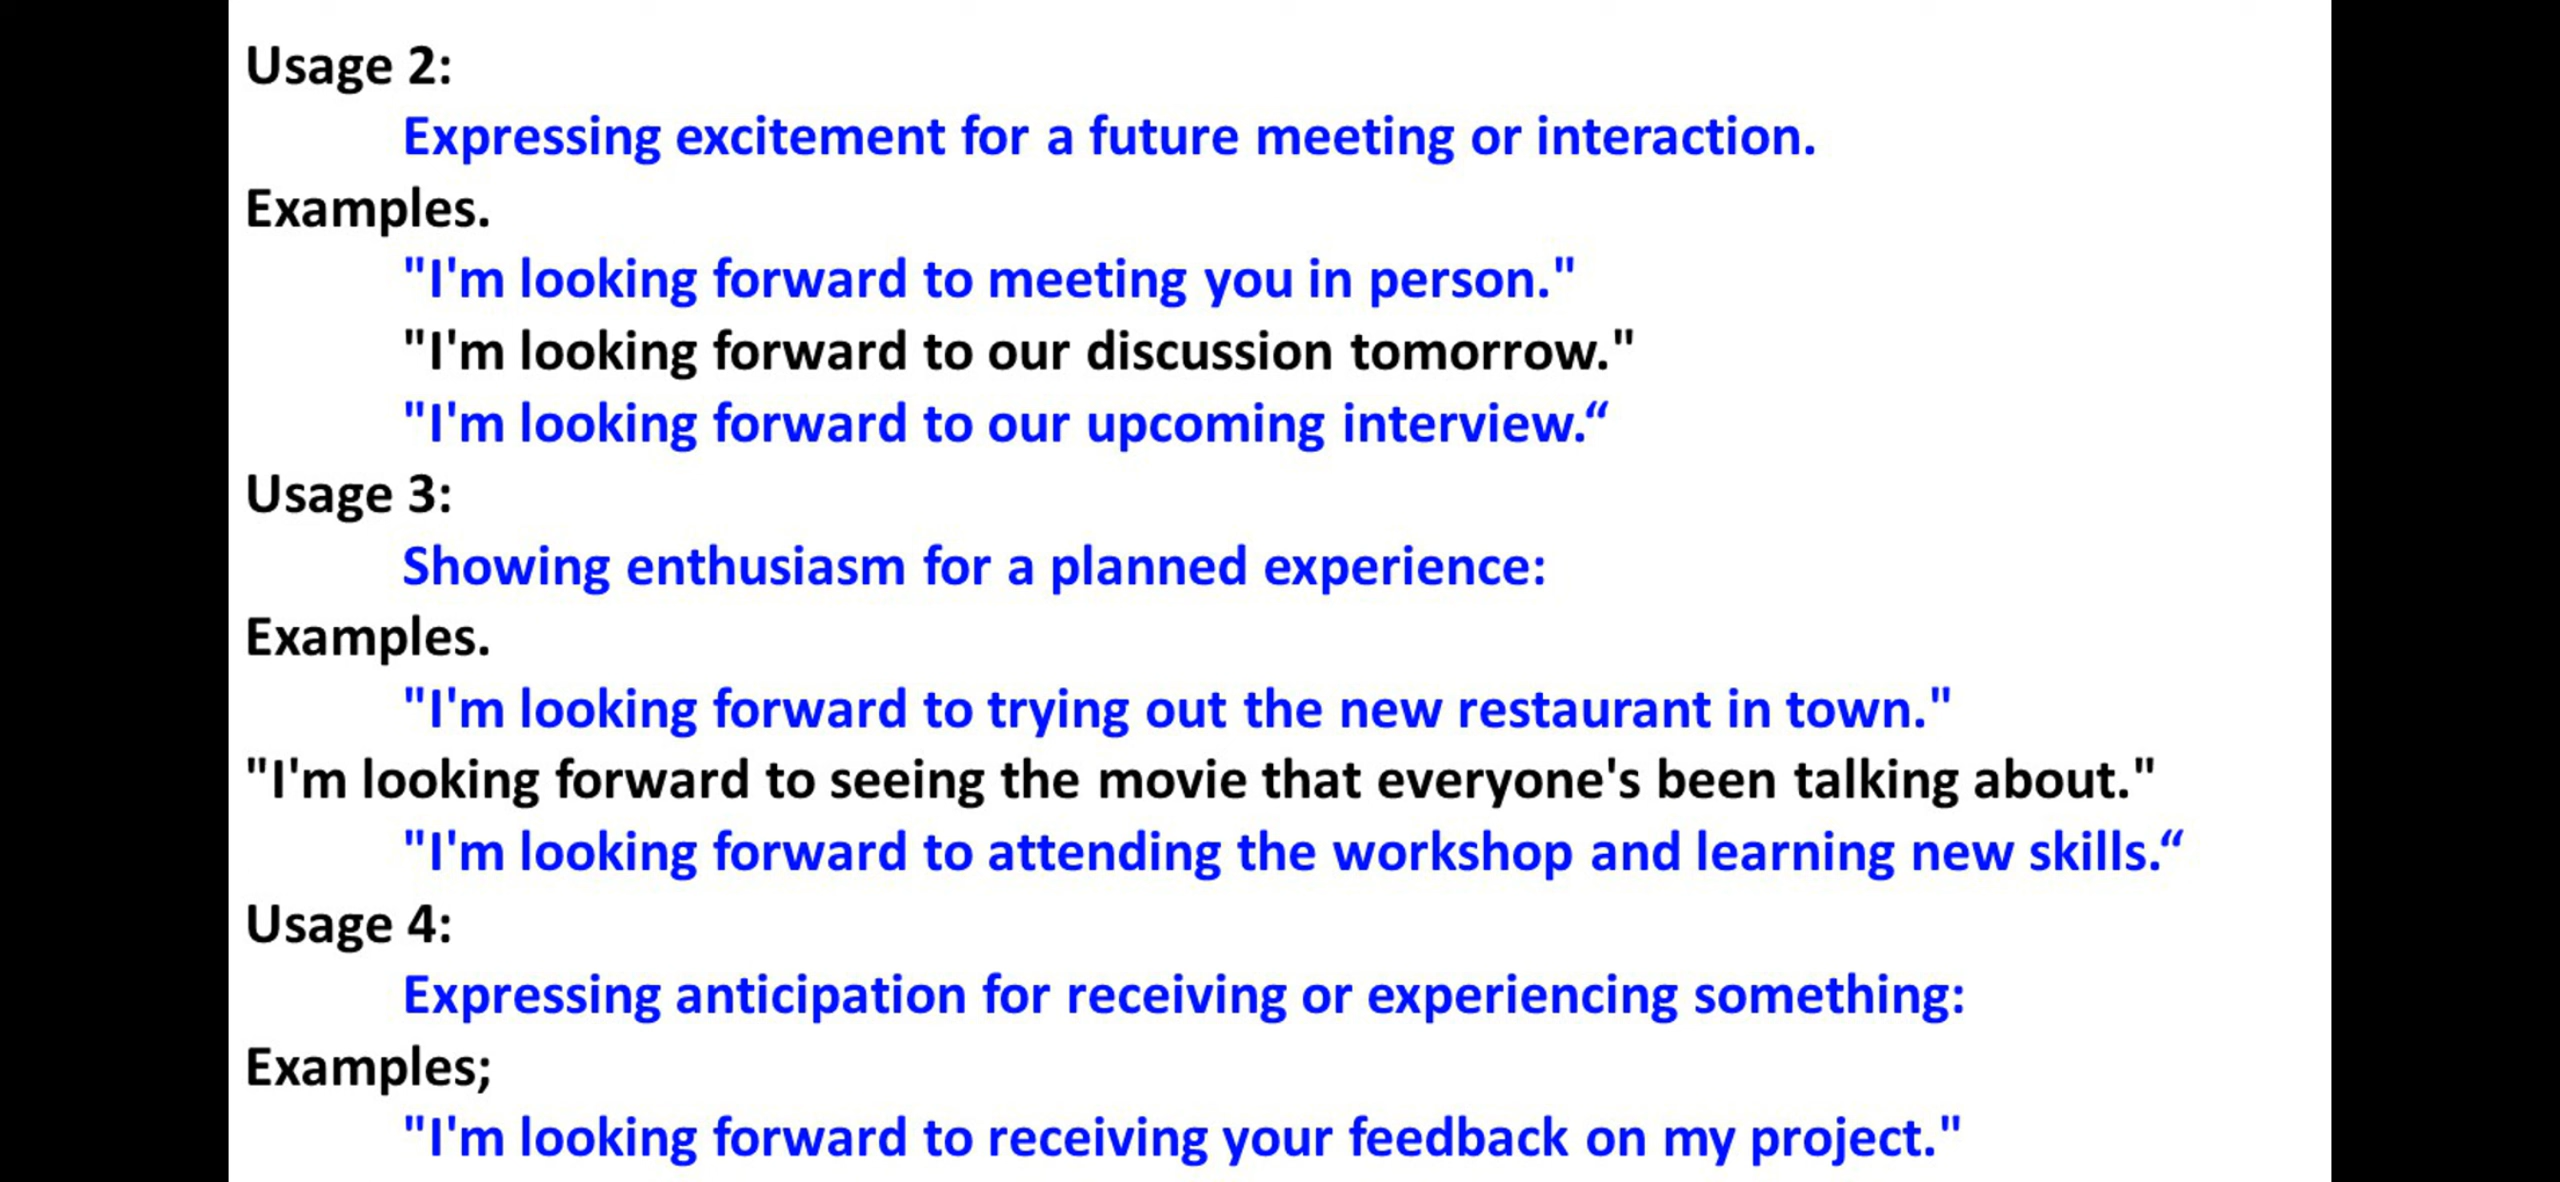 Usage 2:
Expressing excitement for a future meeting or interaction.
Examples.
"I'm looking forward to meeting you in person."
"I'm looking forward to our discussion tomorrow."
"I'm looking forward to our upcoming interview.“
Usage 3:
Showing enthusiasm for a planned experience:
Examples.
"I'm looking forward to trying out the new restaurant in town."
"I'm looking forward to seeing the movie that everyone's been talking about."
"I'm looking forward to attending the workshop and learning new skills.“
Usage 4:
Expressing anticipation for receiving or experiencing something:
Examples;
"I'm looking forward to receiving your feedback on my project."